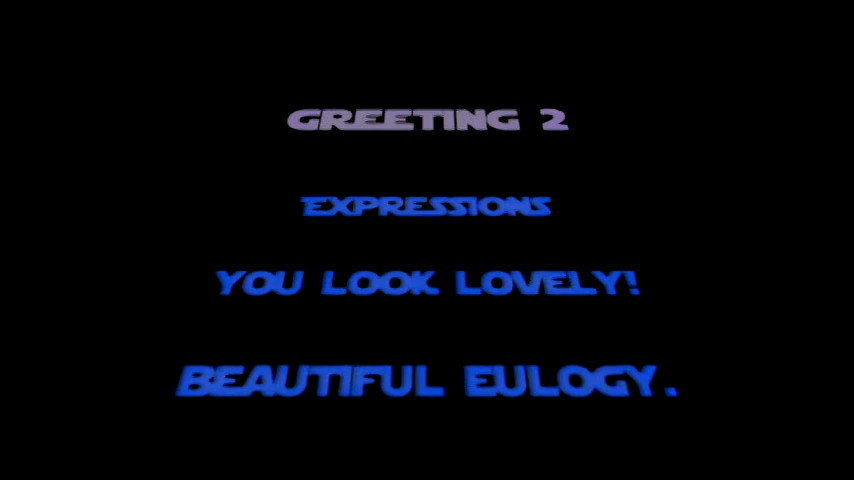 GREETING 2
EXPRESSIONS
YOU LOOK LOVELY!
BEAUTIFUL EULOGY.